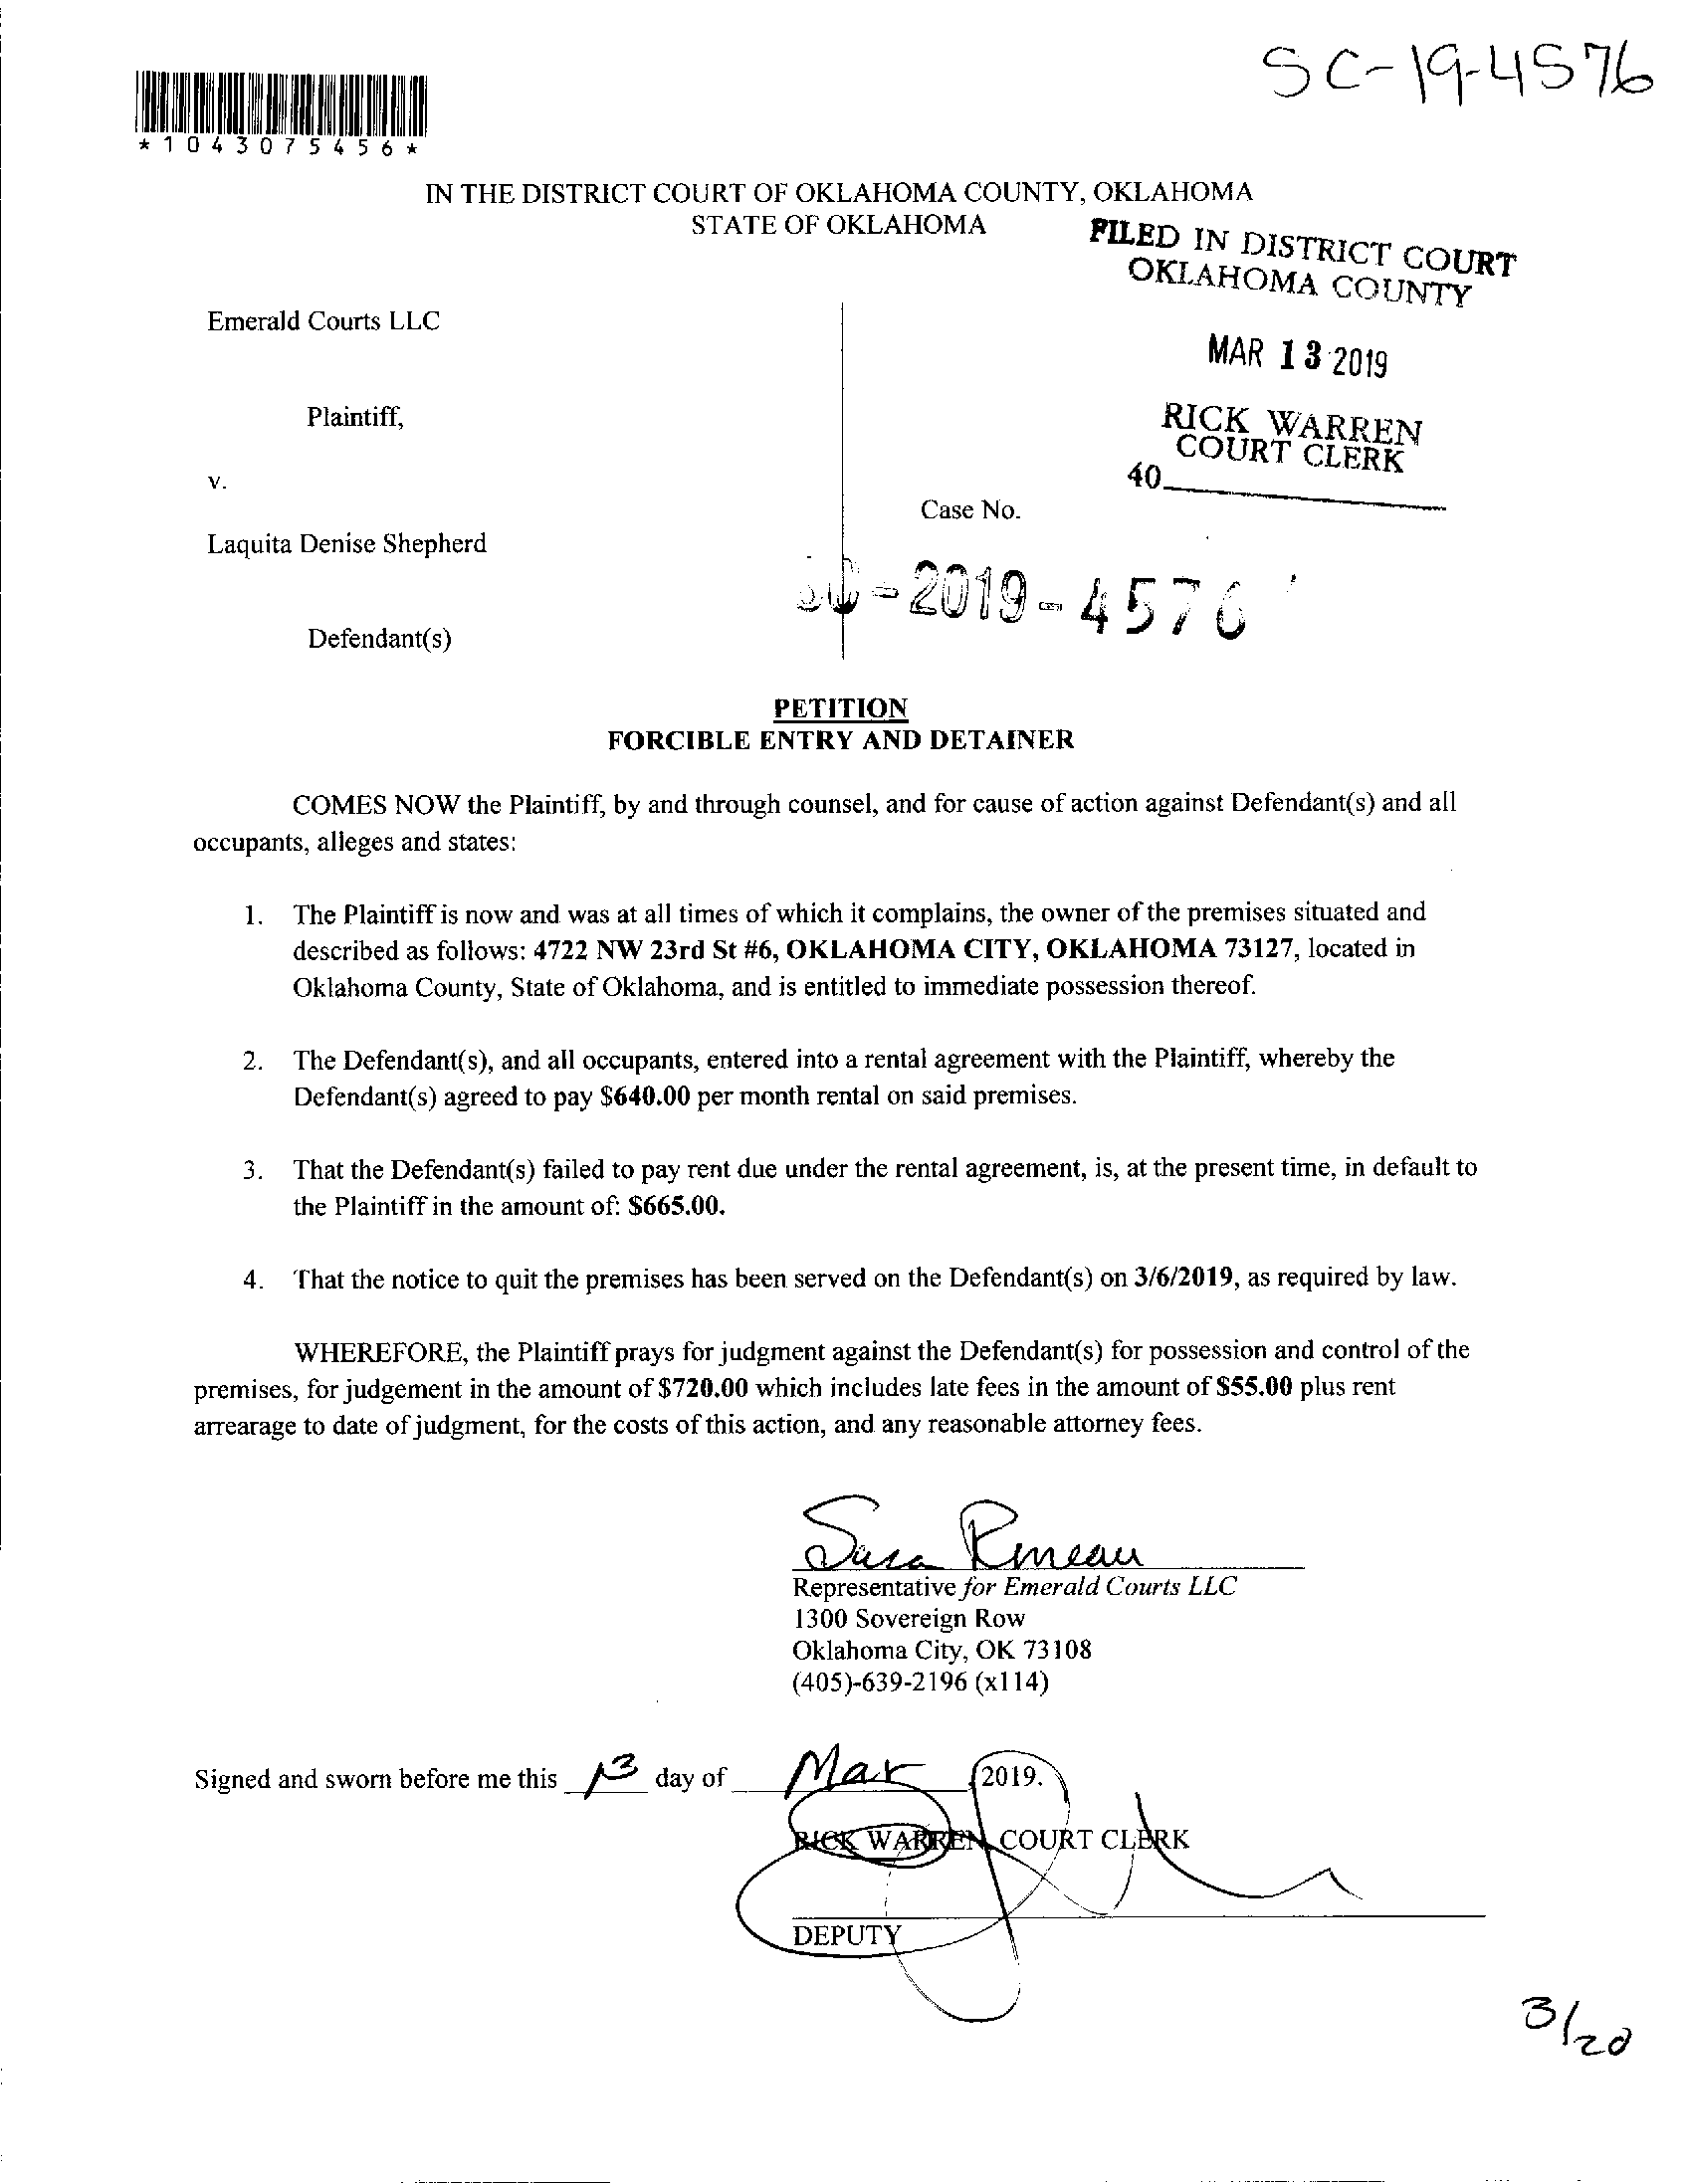 SC-19-4576
*1043075456*
IN THE DISTRICT COURT OF OKLAHOMA COUNTY, OKLAHOMA
STATE OF OKLAHOMA
FILED IN DISTRICT COURT
OKLAHOMA COUNTY
MAR 13 2019
RICK WARREN
COURT CLERK
40
Emerald Courts LLC
Plaintiff,
v.
Case No.
Laquita Denise Shepherd
-2019-4576
Defendant(s)
PETITION
FORCIBLE ENTRY AND DETAINER
COMES NOW the Plaintiff, by and through counsel, and for cause of action against Defendant(s) and all
occupants, alleges and states:
1. The Plaintiff is now and was at all times of which it complains, the owner of the premises situated and
described as follows: 4722 NW 23rd St #6, OKLAHOMA CITY, OKLAHOMA 73127, located in
Oklahoma County, State of Oklahoma, and is entitled to immediate possession thereof.
2. The Defendant(s), and all occupants, entered into a rental agreement with the Plaintiff, whereby the
Defendant(s) agreed to pay $640.00 per month rental on said premises.
3. That the Defendant(s) failed to pay rent due under the rental agreement, is, at the present time, in default to
the Plaintiff in the amount of: $665.00.
4. That the notice to quit the premises has been served on the Defendant(s) on 3/6/2019, as required by law.
WHEREFORE, the Plaintiff prays for judgment against the Defendant(s) for possession and control of the
premises, for judgement in the amount of $720.00 which includes late fees in the amount of $55.00 plus rent
arrearage to date of judgment, for the costs of this action, and any reasonable attorney fees.
Representative for Emerald Courts LLC
1300 Sovereign Row
Oklahoma City, OK 73108
(405)-639-2196 (x114)
Signed and sworn before me this 13 day of Mar 2019.
RICK WARREN, COURT CLERK
DEPUTY
3/20